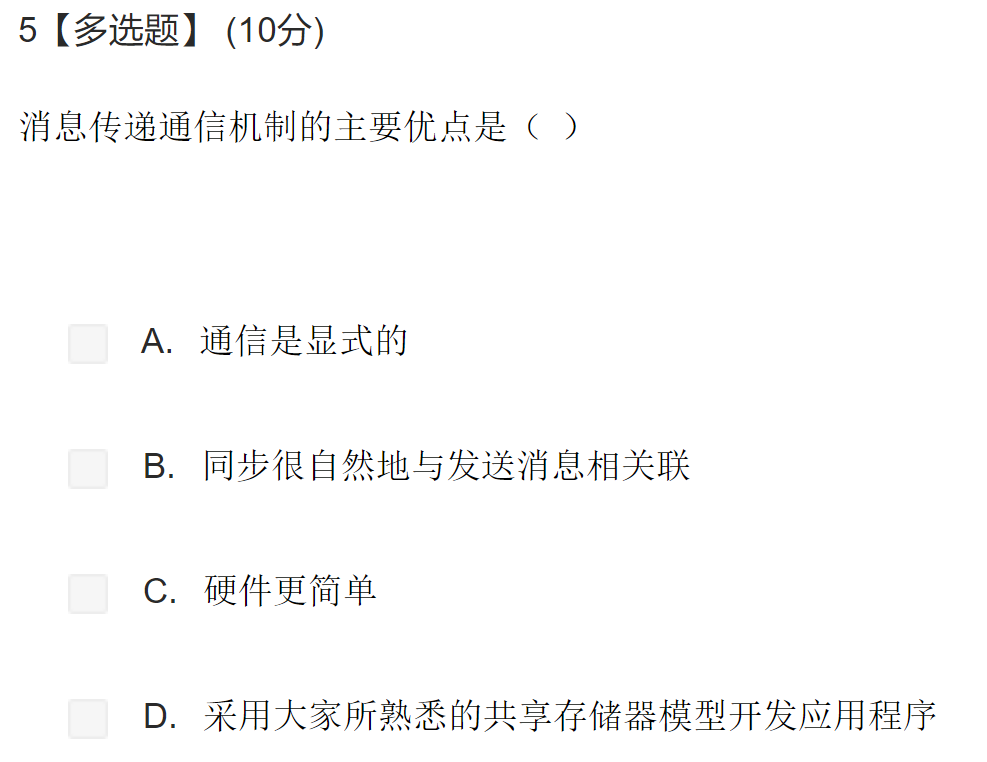 5【多选题】 (10分)
消息传递通信机制的主要优点是（ ）
A. 通信是显式的
B. 同步很自然地与发送消息相关联
C. 硬件更简单
D. 采用大家所熟悉的共享存储器模型开发应用程序